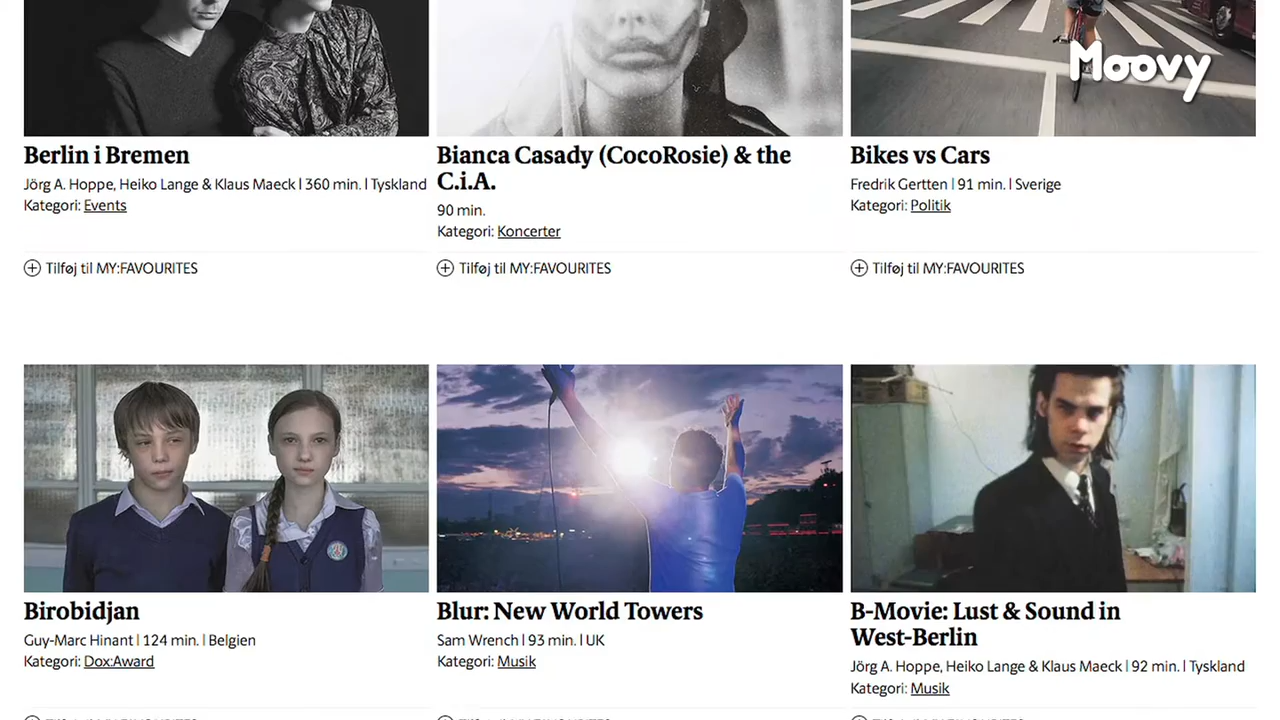 Moovy
Berlin i Bremen
Jörg A. Hoppe, Heiko Lange & Klaus Maeck | 360 min. | Tyskland
Kategori: Events
Tilføj til MY:FAVOURITES
Bianca Casady (CocoRosie) & the
C.i.A.
90 min.
Kategori: Koncerter
Tilføj til MY:FAVOURITES
Bikes vs Cars
Fredrik Gertten | 91 min. | Sverige
Kategori: Politik
Tilføj til MY:FAVOURITES
Birobidjan
Guy-Marc Hinant | 124 min. | Belgien
Kategori: Dox:Award
Blur: New World Towers
Sam Wrench | 93 min. | UK
Kategori: Musik
B-Movie: Lust & Sound in
West-Berlin
Jörg A. Hoppe, Heiko Lange & Klaus Maeck | 92 min. | Tyskland
Kategori: Musik